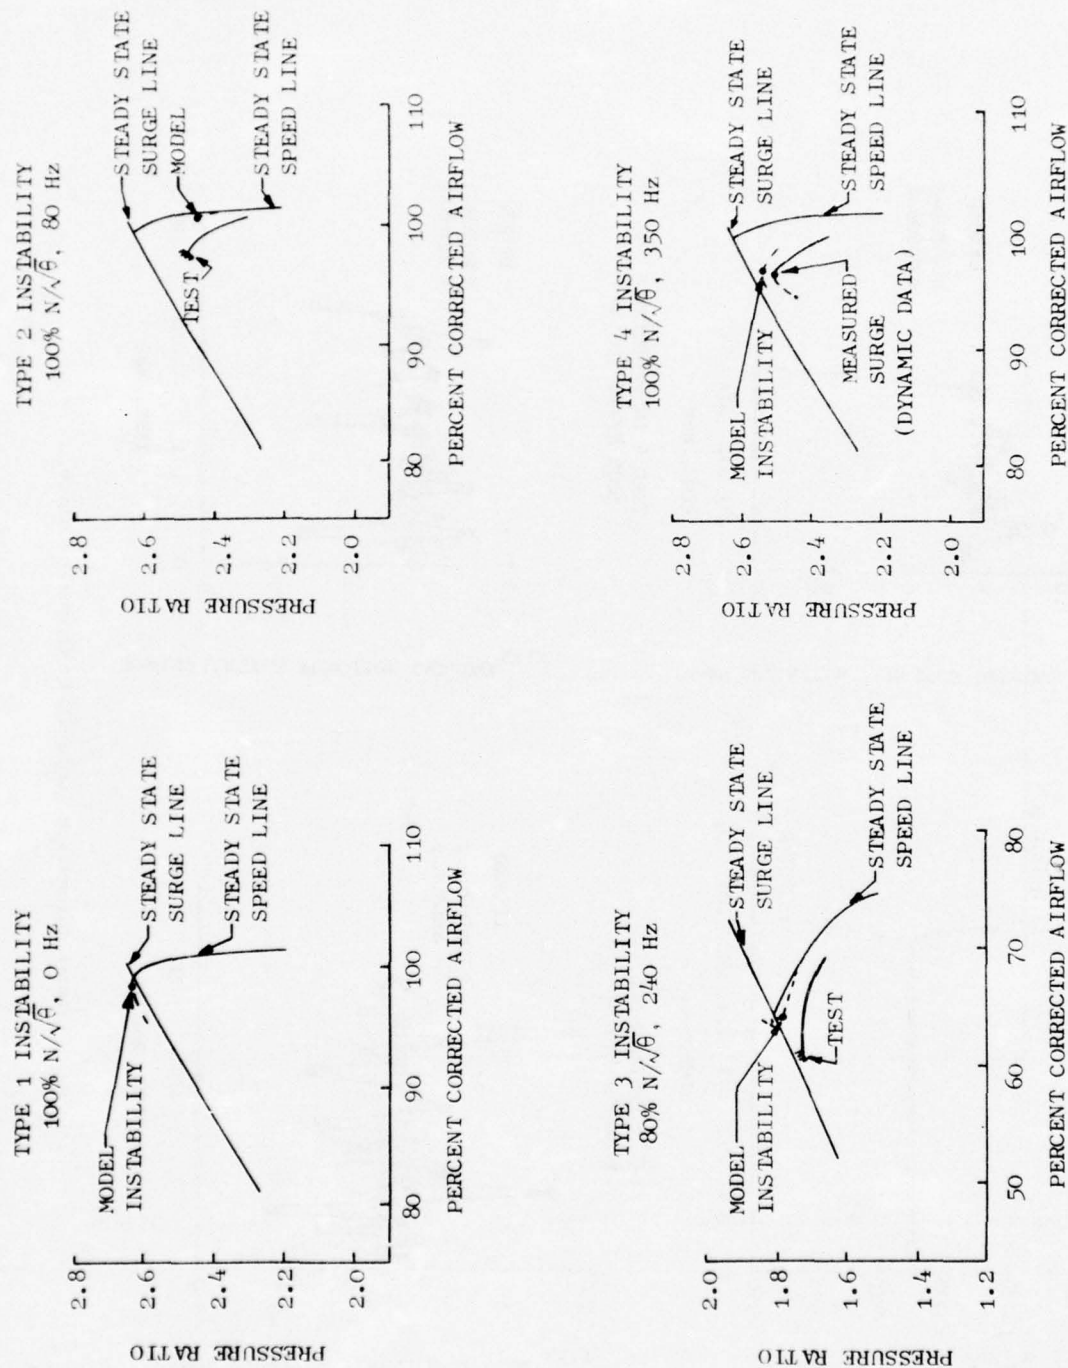 TYPE 1 INSTABILITY
100% N/√θ, 0 Hz
2.8
2.6
2.4
2.2
2.0
PRESSURE RATIO
MODEL
INSTABILITY
STEADY STATE
SURGE LINE
STEADY STATE
SPEED LINE
80
90
100
110
PERCENT CORRECTED AIRFLOW
TYPE 2 INSTABILITY
100% N/√θ, 80 Hz
2.8
2.6
2.4
2.2
2.0
PRESSURE RATIO
STEADY STATE
SURGE LINE
MODEL
TEST
STEADY STATE
SPEED LINE
80
90
100
110
PERCENT CORRECTED AIRFLOW
TYPE 3 INSTABILITY
80% N/√θ, 240 Hz
2.0
1.8
1.6
1.4
1.2
PRESSURE RATIO
MODEL
INSTABILITY
STEADY STATE
SURGE LINE
TEST
STEADY STATE
SPEED LINE
50
60
70
80
PERCENT CORRECTED AIRFLOW
TYPE 4 INSTABILITY
100% N/√θ, 350 Hz
2.8
2.6
2.4
2.2
2.0
PRESSURE RATIO
MODEL
INSTABILITY
STEADY STATE
SURGE LINE
MEASURED
SURGE
(DYNAMIC DATA)
STEADY STATE
SPEED LINE
80
90
100
110
PERCENT CORRECTED AIRFLOW